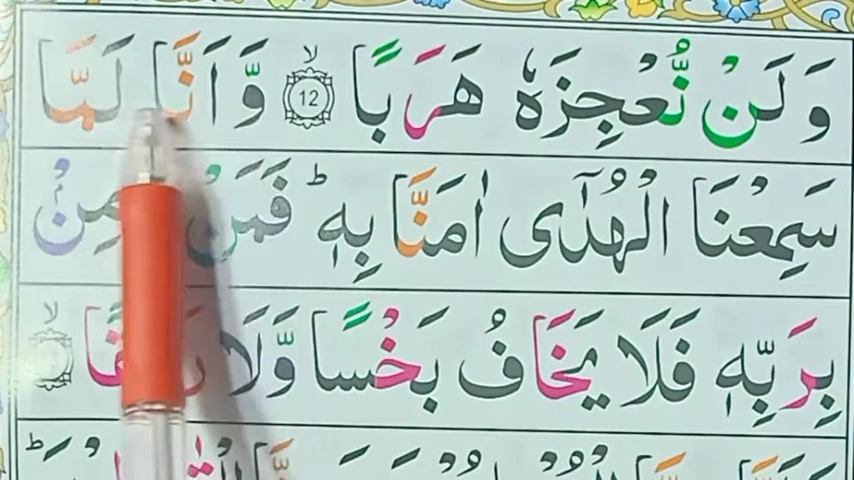 وَلَنْ نُّعْجِزَهٗ هَرَبًا ۙ﴿12﴾ وَّاَنَّا لَمَّا
سَمِعْنَا الْهُدٰۤى اٰمَنَّا بِهٖ ؕ فَمَنْ
بِرَبِّهٖ فَلَا يَخَافُ بَخْسًا وَّلَا